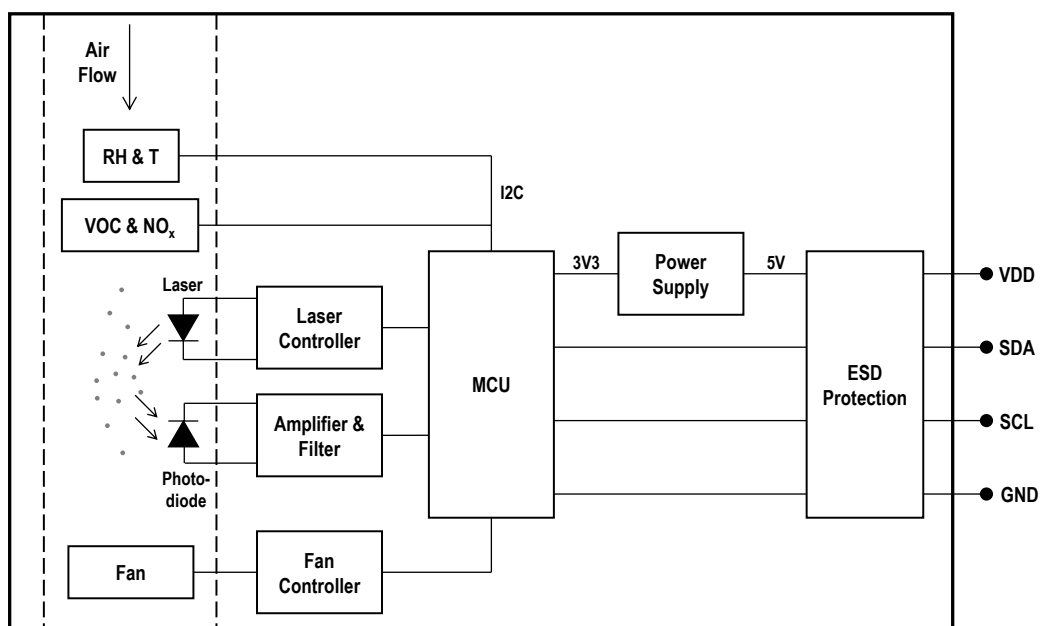 Air
Flow
RH & T
I2C
VOC & NOx
Laser
Laser
Controller
3V3
Power
Supply
5V
VDD
SDA
MCU
ESD
Protection
Amplifier &
Filter
SCL
Photo-
diode
GND
Fan
Fan
Controller